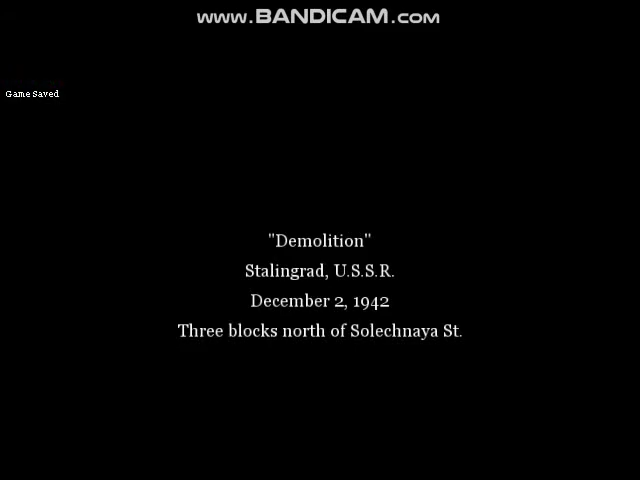 www.BANDICAM.com
Game Saved
"Demolition"
Stalingrad, U.S.S.R.
December 2, 1942
Three blocks north of Solechnaya St.